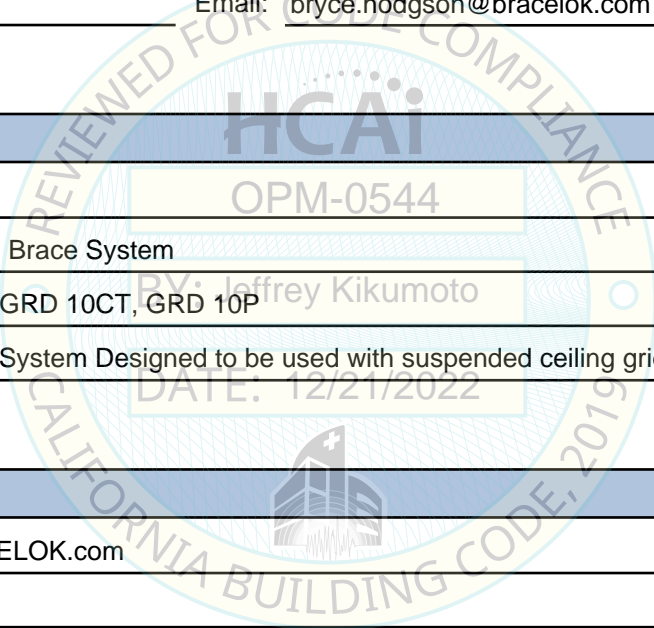 Email: bryce.hodgson@bracelok.com
REVIEWED FOR CODE COMPLIANCE
HCAi
OPM-0544
Brace System
BY: Jeffrey Kikumoto
GRD 10CT, GRD 10P
System Designed to be used with suspended ceiling gri
DATE: 12/21/2022
ELOK.com
CALIFORNIA BUILDING CODE, 2019